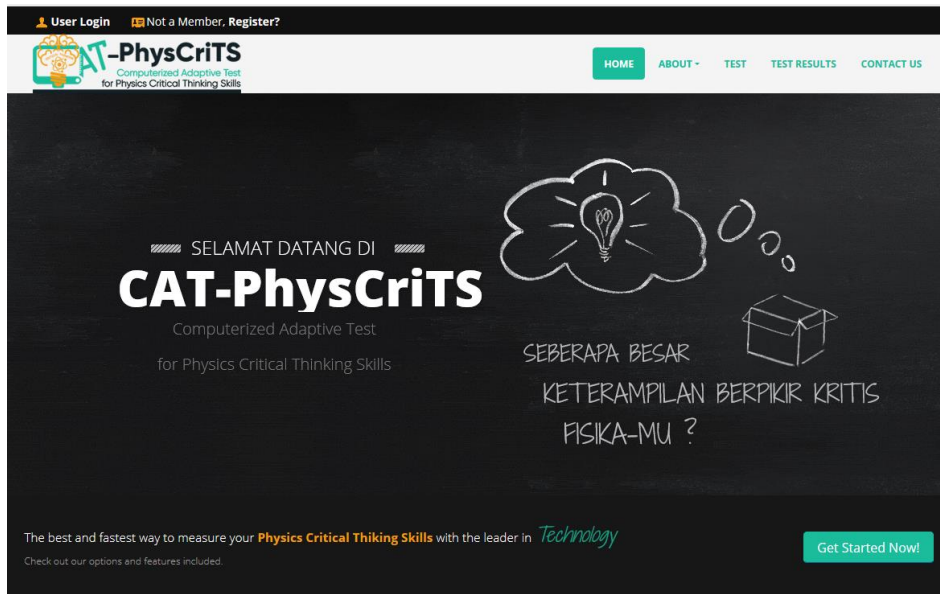 User Login Not a Member, Register?
AT-PhysCriTS
Computerized Adaptive Test
for Physics Critical Thinking Skills
HOME ABOUT TEST TEST RESULTS CONTACT US
SELAMAT DATANG DI
CAT-PhysCriTS
Computerized Adaptive Test
for Physics Critical Thinking Skills
SEBERAPA BESAR
KETERAMPILAN BERPIKIR KRITIS
FISIKA-MU ?
The best and fastest way to measure your Physics Critical Thiking Skills with the leader in Technology
Check out our options and features included.
Get Started Now!